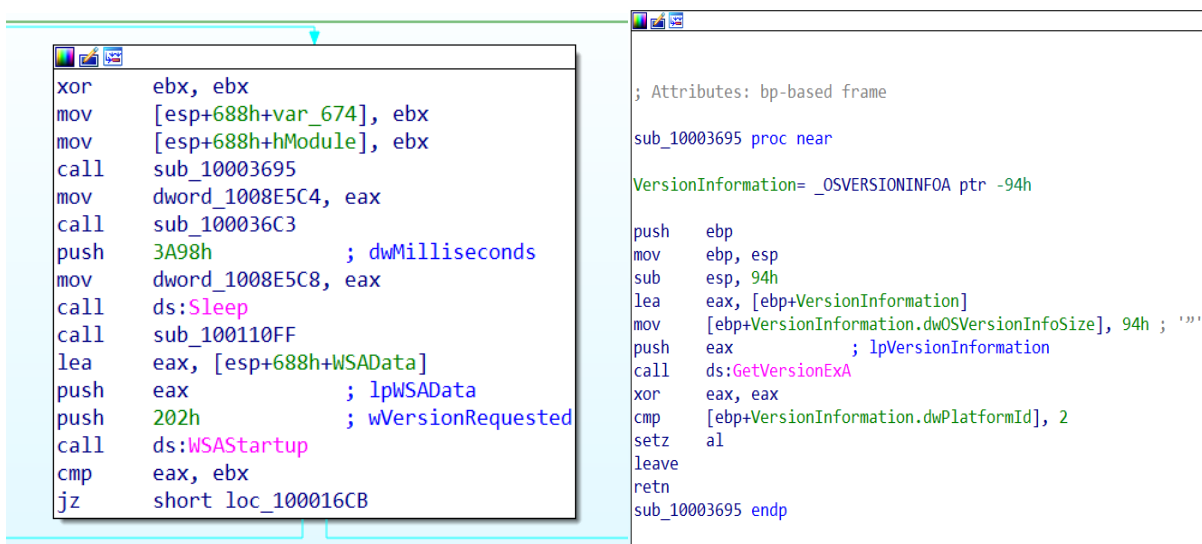 xor ebx, ebx
mov [esp+688h+var_674], ebx
mov [esp+688h+hModule], ebx
call sub_10003695
mov dword_1008E5C4, eax
call sub_100036C3
push 3A98h ; dwMilliseconds
mov dword_1008E5C8, eax
call ds:Sleep
call sub_100110FF
lea eax, [esp+688h+WSAData]
push eax ; lpWSAData
push 202h ; wVersionRequested
call ds:WSAStartup
cmp eax, ebx
jz short loc_100016CB
; Attributes: bp-based frame
sub_10003695 proc near
VersionInformation= _OSVERSIONINFOA ptr -94h
push ebp
mov ebp, esp
sub esp, 94h
lea eax, [ebp+VersionInformation]
mov [ebp+VersionInformation.dwOSVersionInfoSize], 94h ; '”'
push eax ; lpVersionInformation
call ds:GetVersionExA
xor eax, eax
cmp [ebp+VersionInformation.dwPlatformId], 2
setz al
leave
retn
sub_10003695 endp